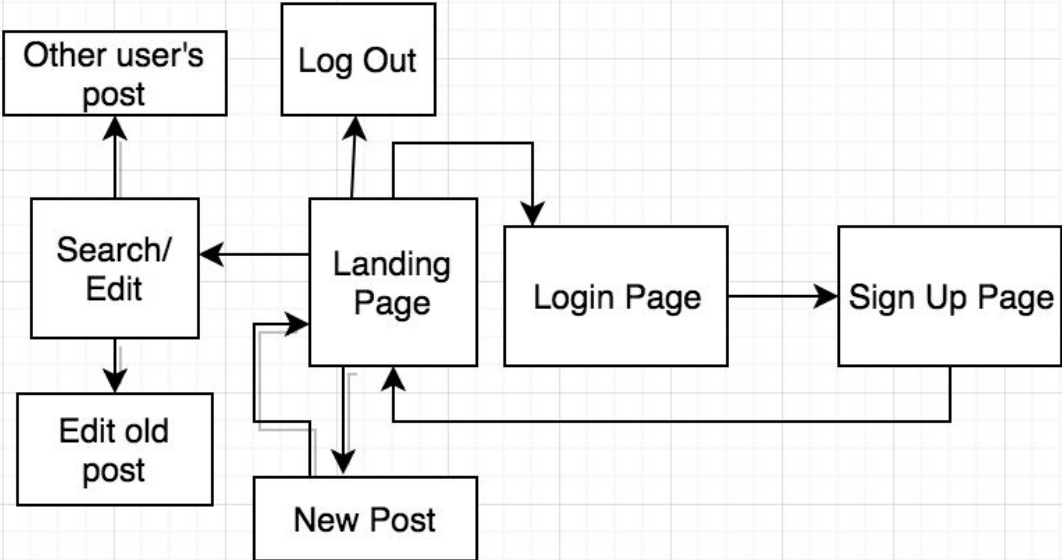 Other user's
post
Log Out
Search/
Edit
Landing
Page
Login Page
Sign Up Page
Edit old
post
New Post